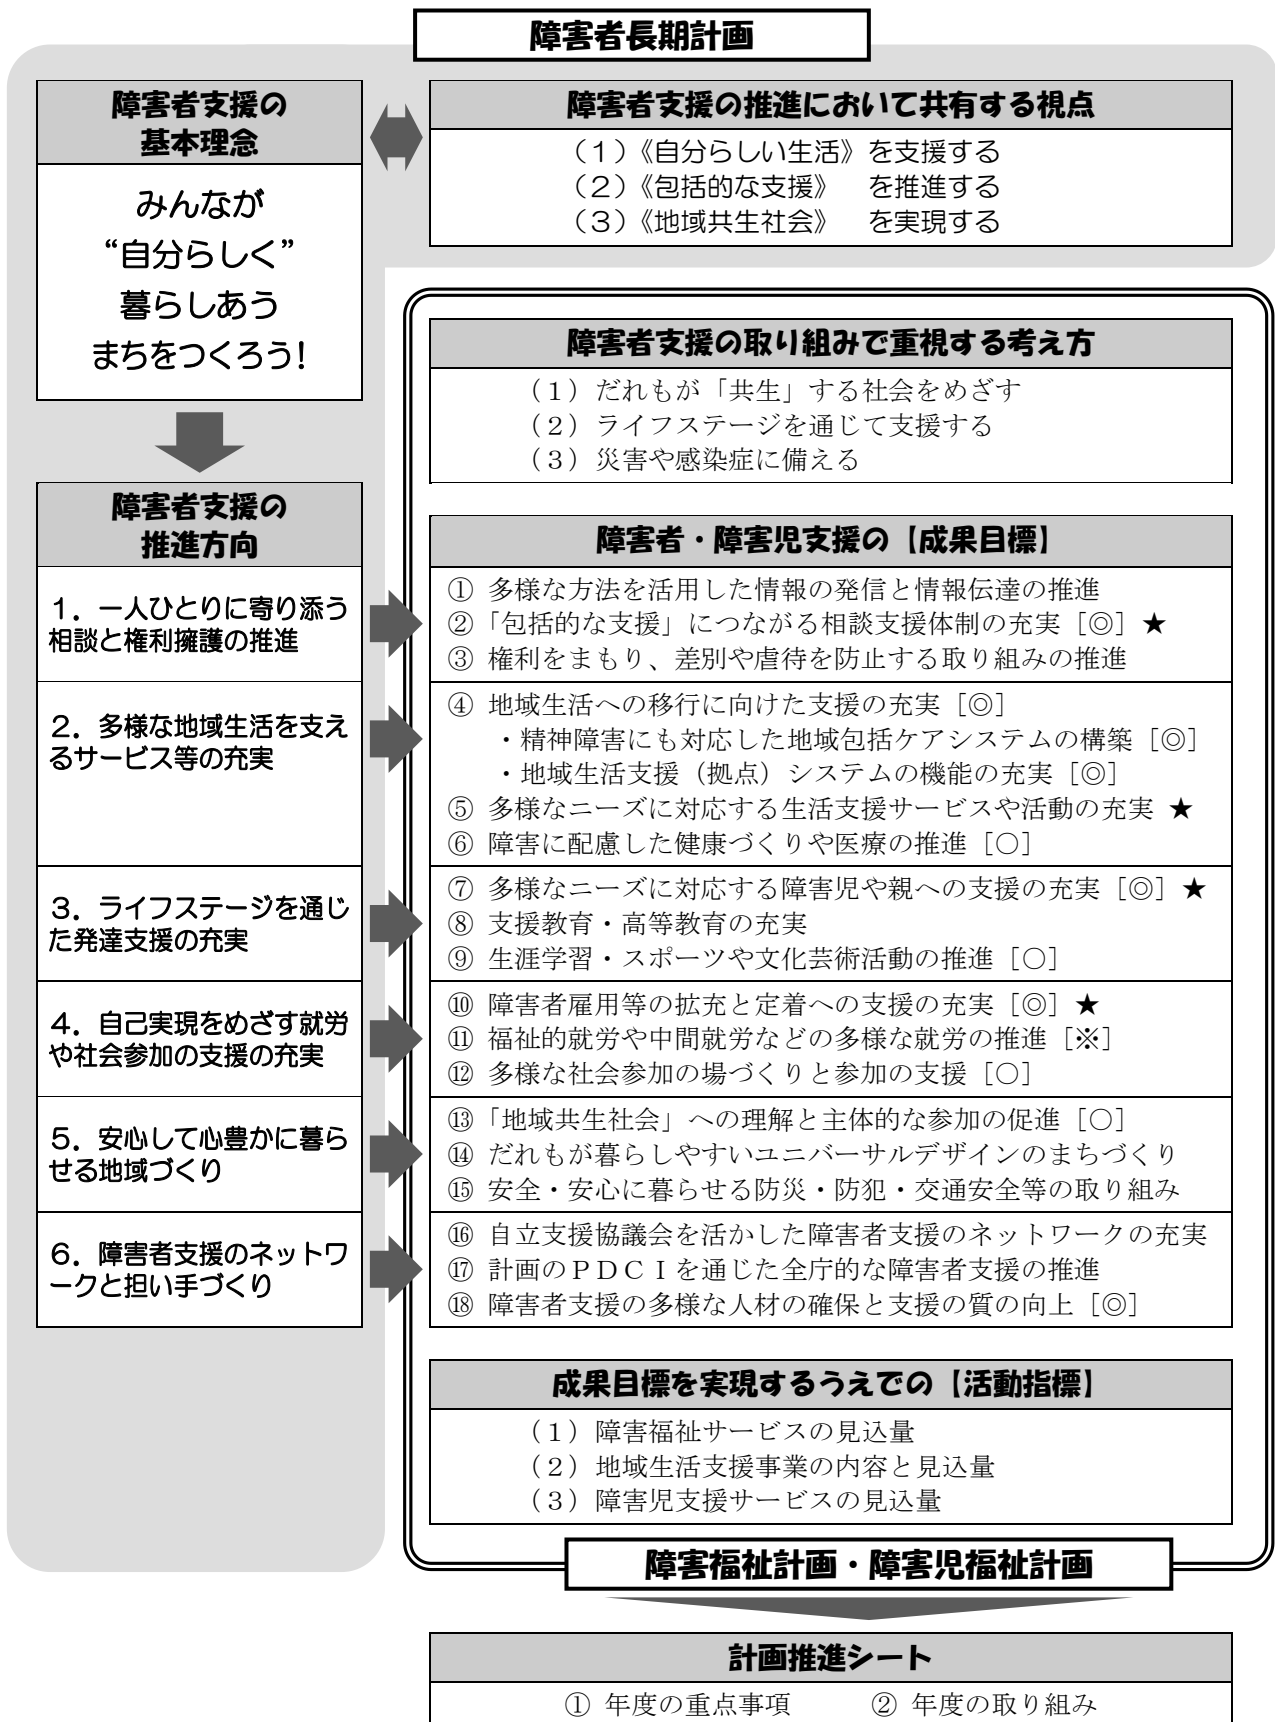 障害者長期計画
障害者支援の
基本理念
みんなが
“自分らしく”
暮らしあう
まちをつくろう!
障害者支援の推進において共有する視点
（１）《自分らしい生活》を支援する
（２）《包括的な支援》　を推進する
（３）《地域共生社会》　を実現する
障害者支援の取り組みで重視する考え方
（１）だれもが「共生」する社会をめざす
（２）ライフステージを通じて支援する
（３）災害や感染症に備える
障害者支援の
推進方向
障害者・障害児支援の【成果目標】
１．一人ひとりに寄り添う
相談と権利擁護の推進
① 多様な方法を活用した情報の発信と情報伝達の推進
②「包括的な支援」につながる相談支援体制の充実［◎］★
③ 権利をまもり、差別や虐待を防止する取り組みの推進
２．多様な地域生活を支え
るサービス等の充実
④ 地域生活への移行に向けた支援の充実［◎］
・精神障害にも対応した地域包括ケアシステムの構築［◎］
・地域生活支援（拠点）システムの機能の充実［◎］
⑤ 多様なニーズに対応する生活支援サービスや活動の充実 ★
⑥ 障害に配慮した健康づくりや医療の推進［○］
３．ライフステージを通じ
た発達支援の充実
⑦ 多様なニーズに対応する障害児や親への支援の充実［◎］★
⑧ 支援教育・高等教育の充実
⑨ 生涯学習・スポーツや文化芸術活動の推進［○］
４．自己実現をめざす就労
や社会参加の支援の充実
⑩ 障害者雇用等の拡充と定着への支援の充実［◎］★
⑪ 福祉的就労や中間就労などの多様な就労の推進［※］
⑫ 多様な社会参加の場づくりと参加の支援［○］
５．安心して心豊かに暮ら
せる地域づくり
⑬「地域共生社会」への理解と主体的な参加の促進［○］
⑭ だれもが暮らしやすいユニバーサルデザインのまちづくり
⑮ 安全・安心に暮らせる防災・防犯・交通安全等の取り組み
６．障害者支援のネットワ
ークと担い手づくり
⑯ 自立支援協議会を活かした障害者支援のネットワークの充実
⑰ 計画のＰＤＣＩを通じた全庁的な障害者支援の推進
⑱ 障害者支援の多様な人材の確保と支援の質の向上［◎］
成果目標を実現するうえでの【活動指標】
（１）障害福祉サービスの見込量
（２）地域生活支援事業の内容と見込量
（３）障害児支援サービスの見込量
障害福祉計画・障害児福祉計画
計画推進シート
① 年度の重点事項　　② 年度の取り組み